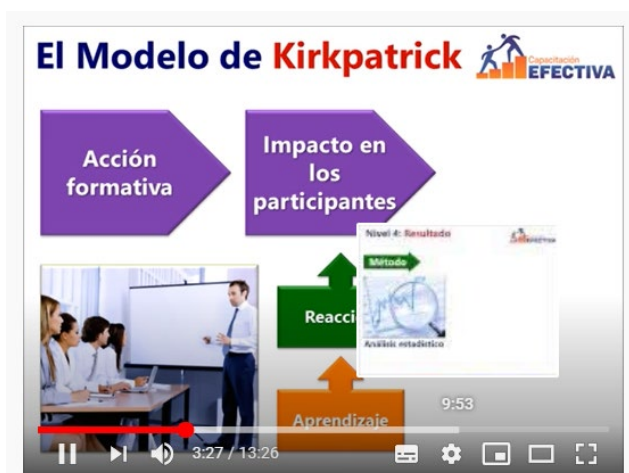 El Modelo de Kirkpatrick
Capacitación
EFECTIVA
Acción
formativa
Impacto en
los
participantes
Nivel 4: Resultado
Método
Análisis estadístico
Reacci
Aprendizaje
9:53
3:27 / 13:26